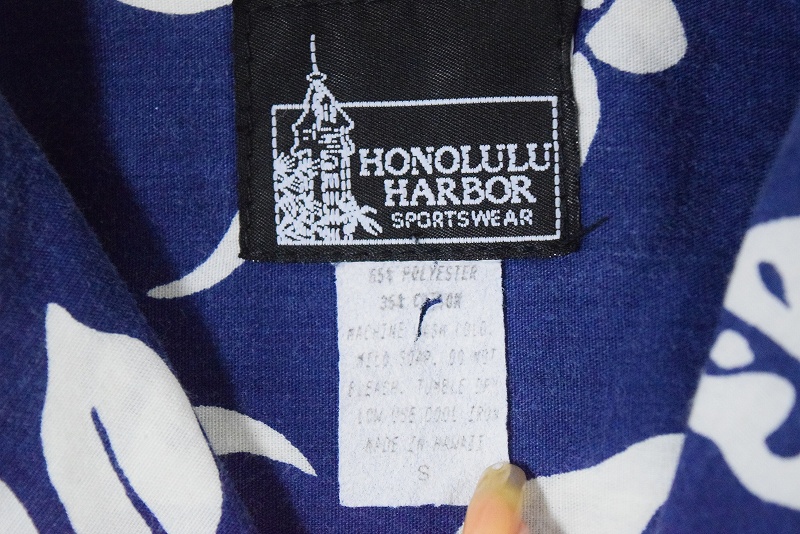 HONOLULU
HARBOR
SPORTSWEAR
65% POLYESTER
35% COTTON
MACHINE WASH COLD.
MILD SOAP. DO NOT
BLEACH. TUMBLE DRY
LOW USE COOL IRON
MADE IN HAWAII
S